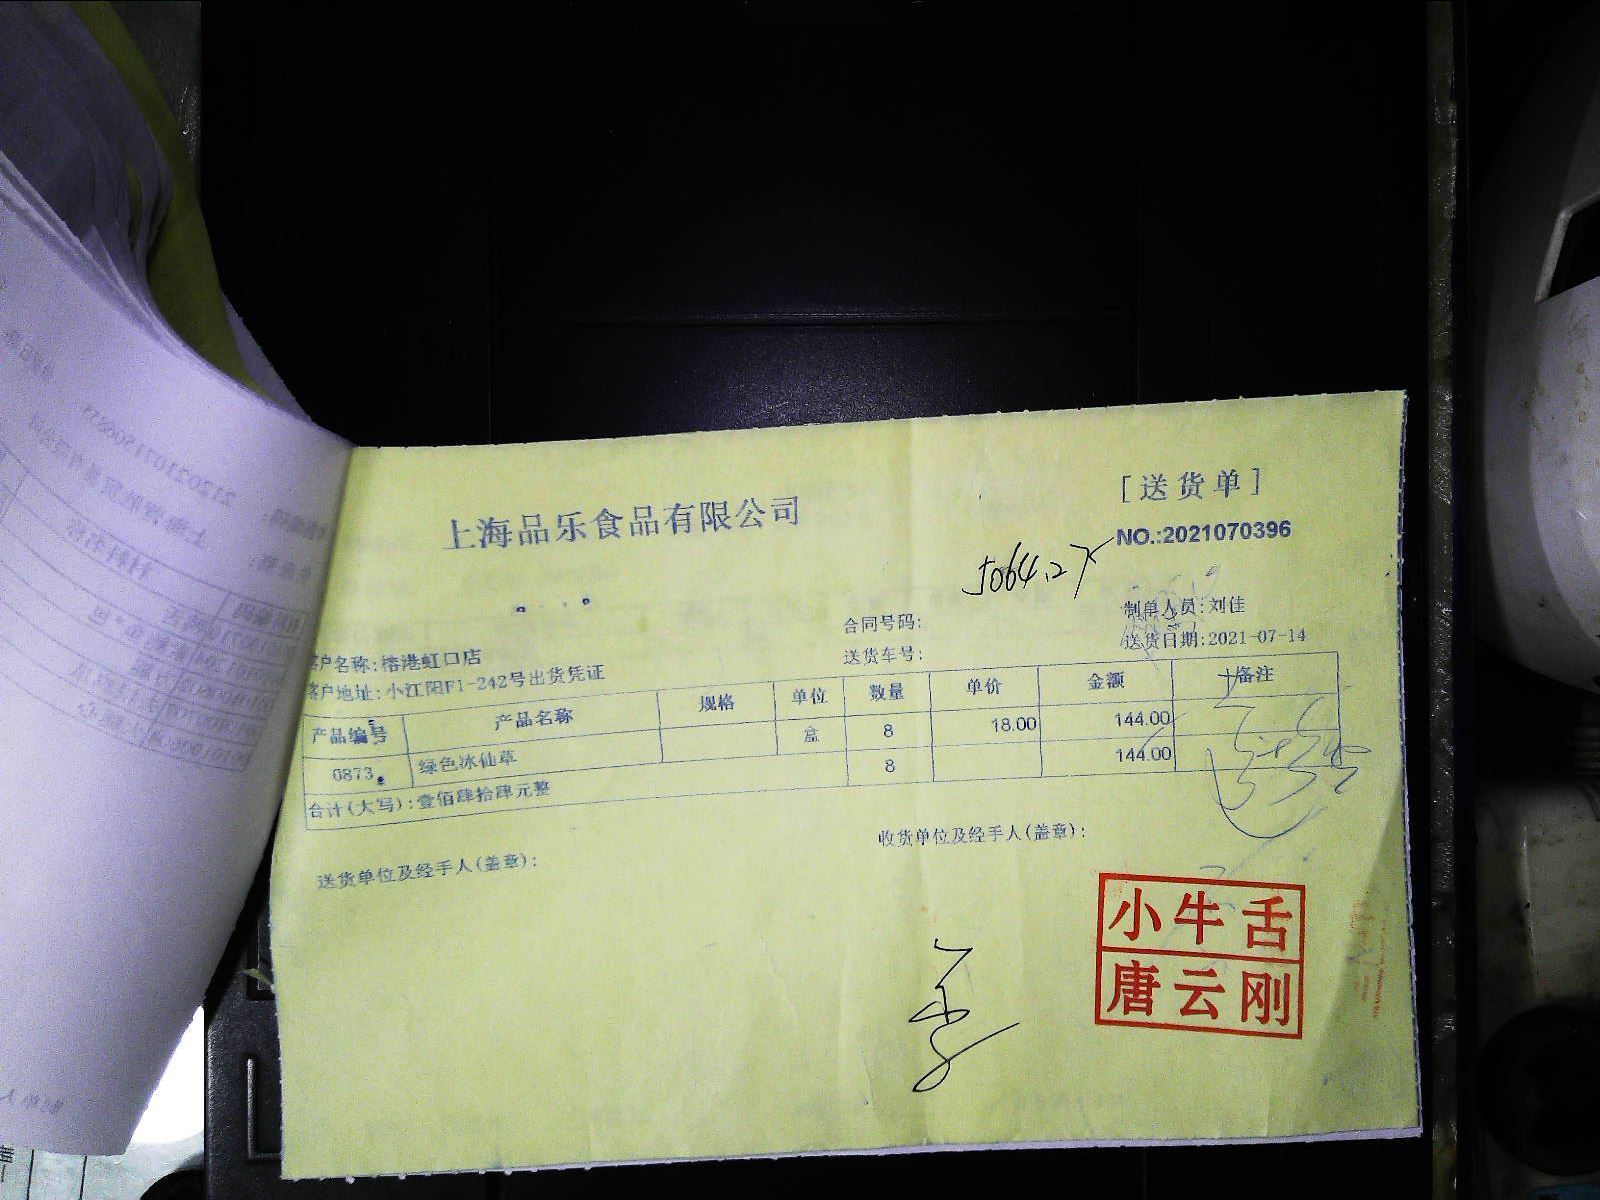 上海品乐食品有限公司
[送货单]
NO.:2021070396
5064.27
制单人员:刘佳
合同号码:
送货日期:2021-07-14
送货车号:
客户名称:榕港虹口店
客户地址:小江阳F1-242号出货凭证
产品编号 产品名称 规格 单位 数量 单价 金额 备注
0873 绿色冰仙草 盒 8 18.00 144.00
合计(大写):壹佰肆拾肆元整 8 144.00
送货单位及经手人(盖章):
收货单位及经手人(盖章):
小牛舌
唐云刚